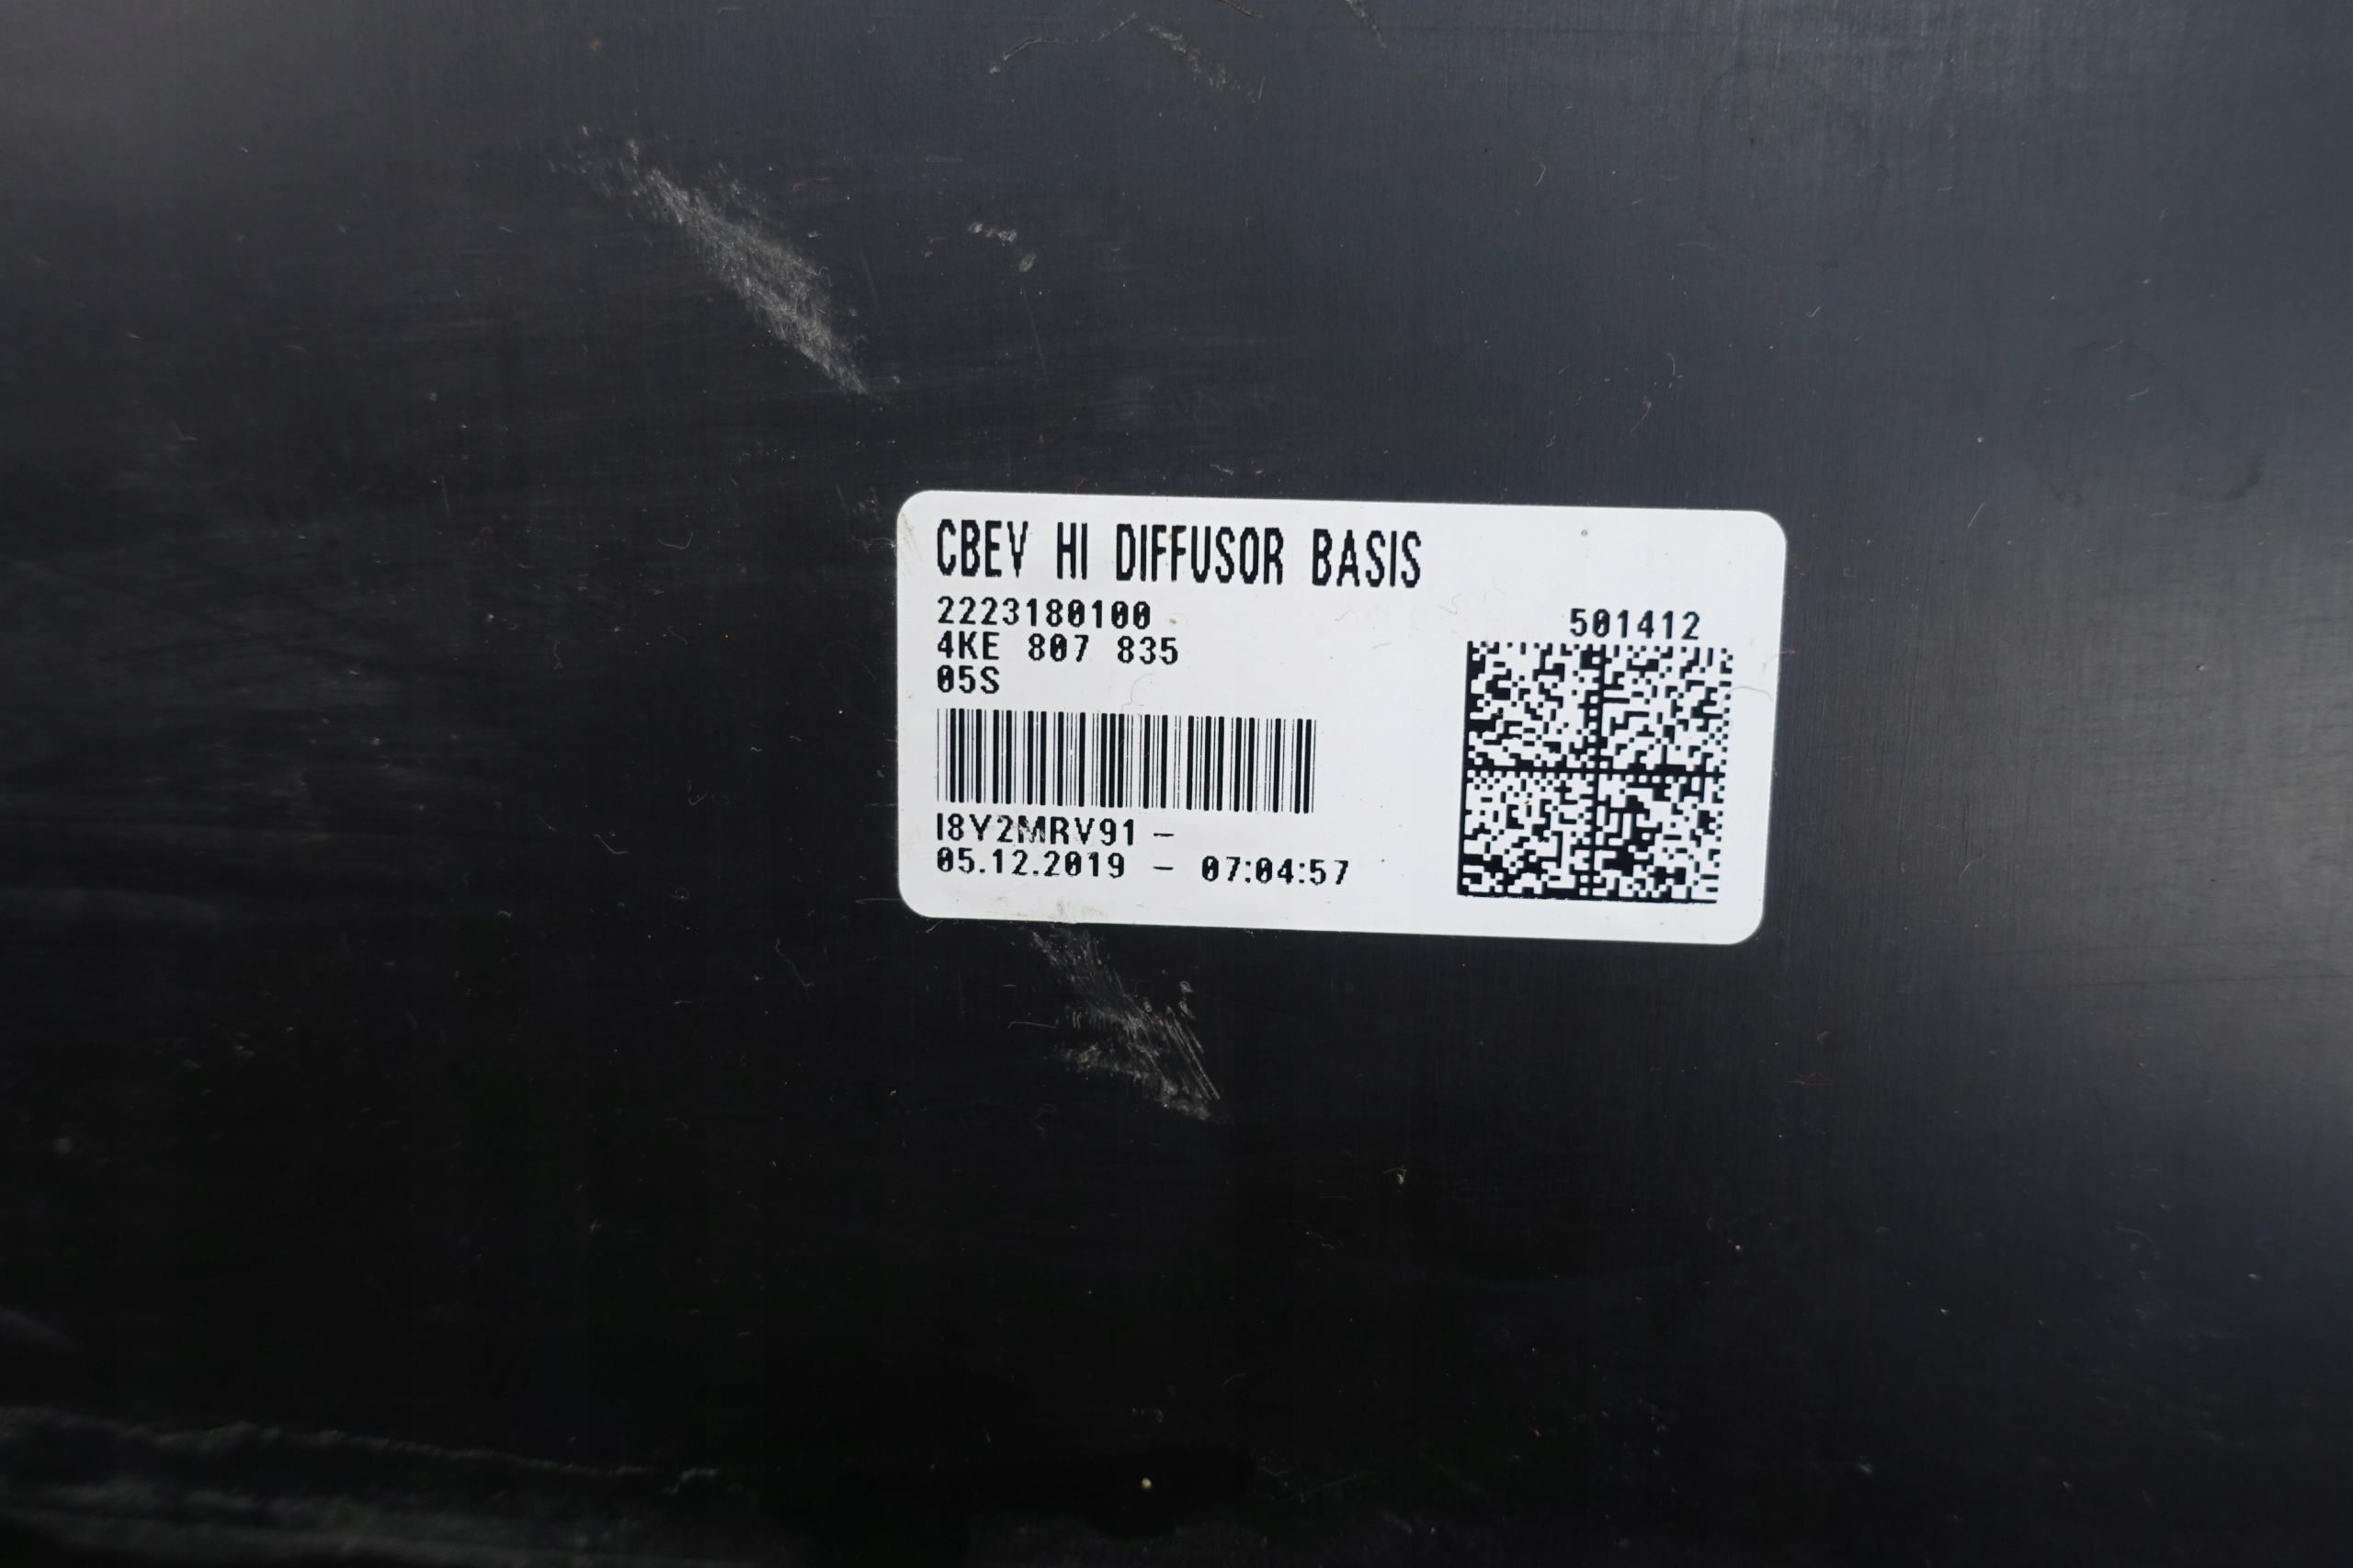 CBEV HI DIFFUSOR BASIS
2223180100
501412
4KE 807 835
05S
I8Y2MRV91 -
05.12.2019 - 07:04:57